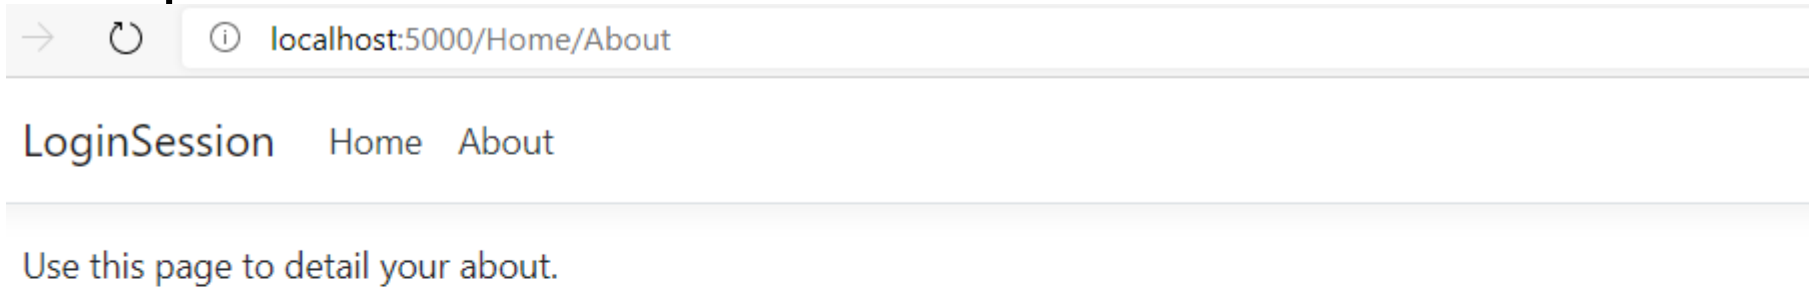 localhost:5000/Home/About
LoginSession Home About
Use this page to detail your about.